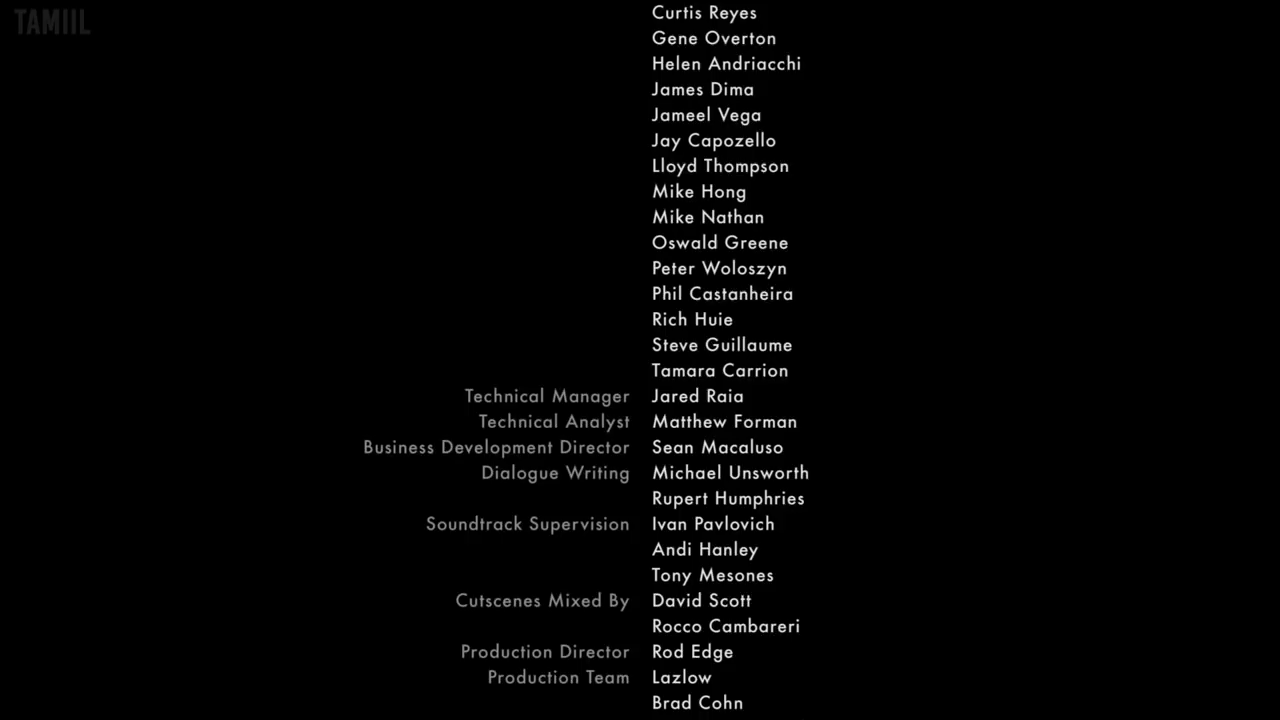 TAMIIL
Curtis Reyes
Gene Overton
Helen Andriacchi
James Dima
Jameel Vega
Jay Capozello
Lloyd Thompson
Mike Hong
Mike Nathan
Oswald Greene
Peter Woloszyn
Phil Castanheira
Rich Huie
Steve Guillaume
Tamara Carrion
Technical Manager Jared Raia
Technical Analyst Matthew Forman
Business Development Director Sean Macaluso
Dialogue Writing Michael Unsworth
Rupert Humphries
Soundtrack Supervision Ivan Pavlovich
Andi Hanley
Tony Mesones
Cutscenes Mixed By David Scott
Rocco Cambareri
Production Director Rod Edge
Production Team Lazlow
Brad Cohn